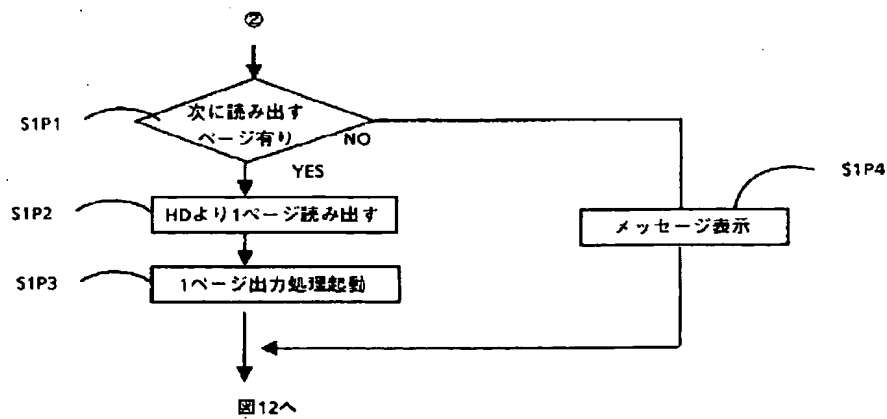 ②
S1P1
次に読み出す
ページ有り
NO
YES
S1P4
S1P2
HDより1ページ読み出す
メッセージ表示
S1P3
1ページ出力処理起動
図12へ